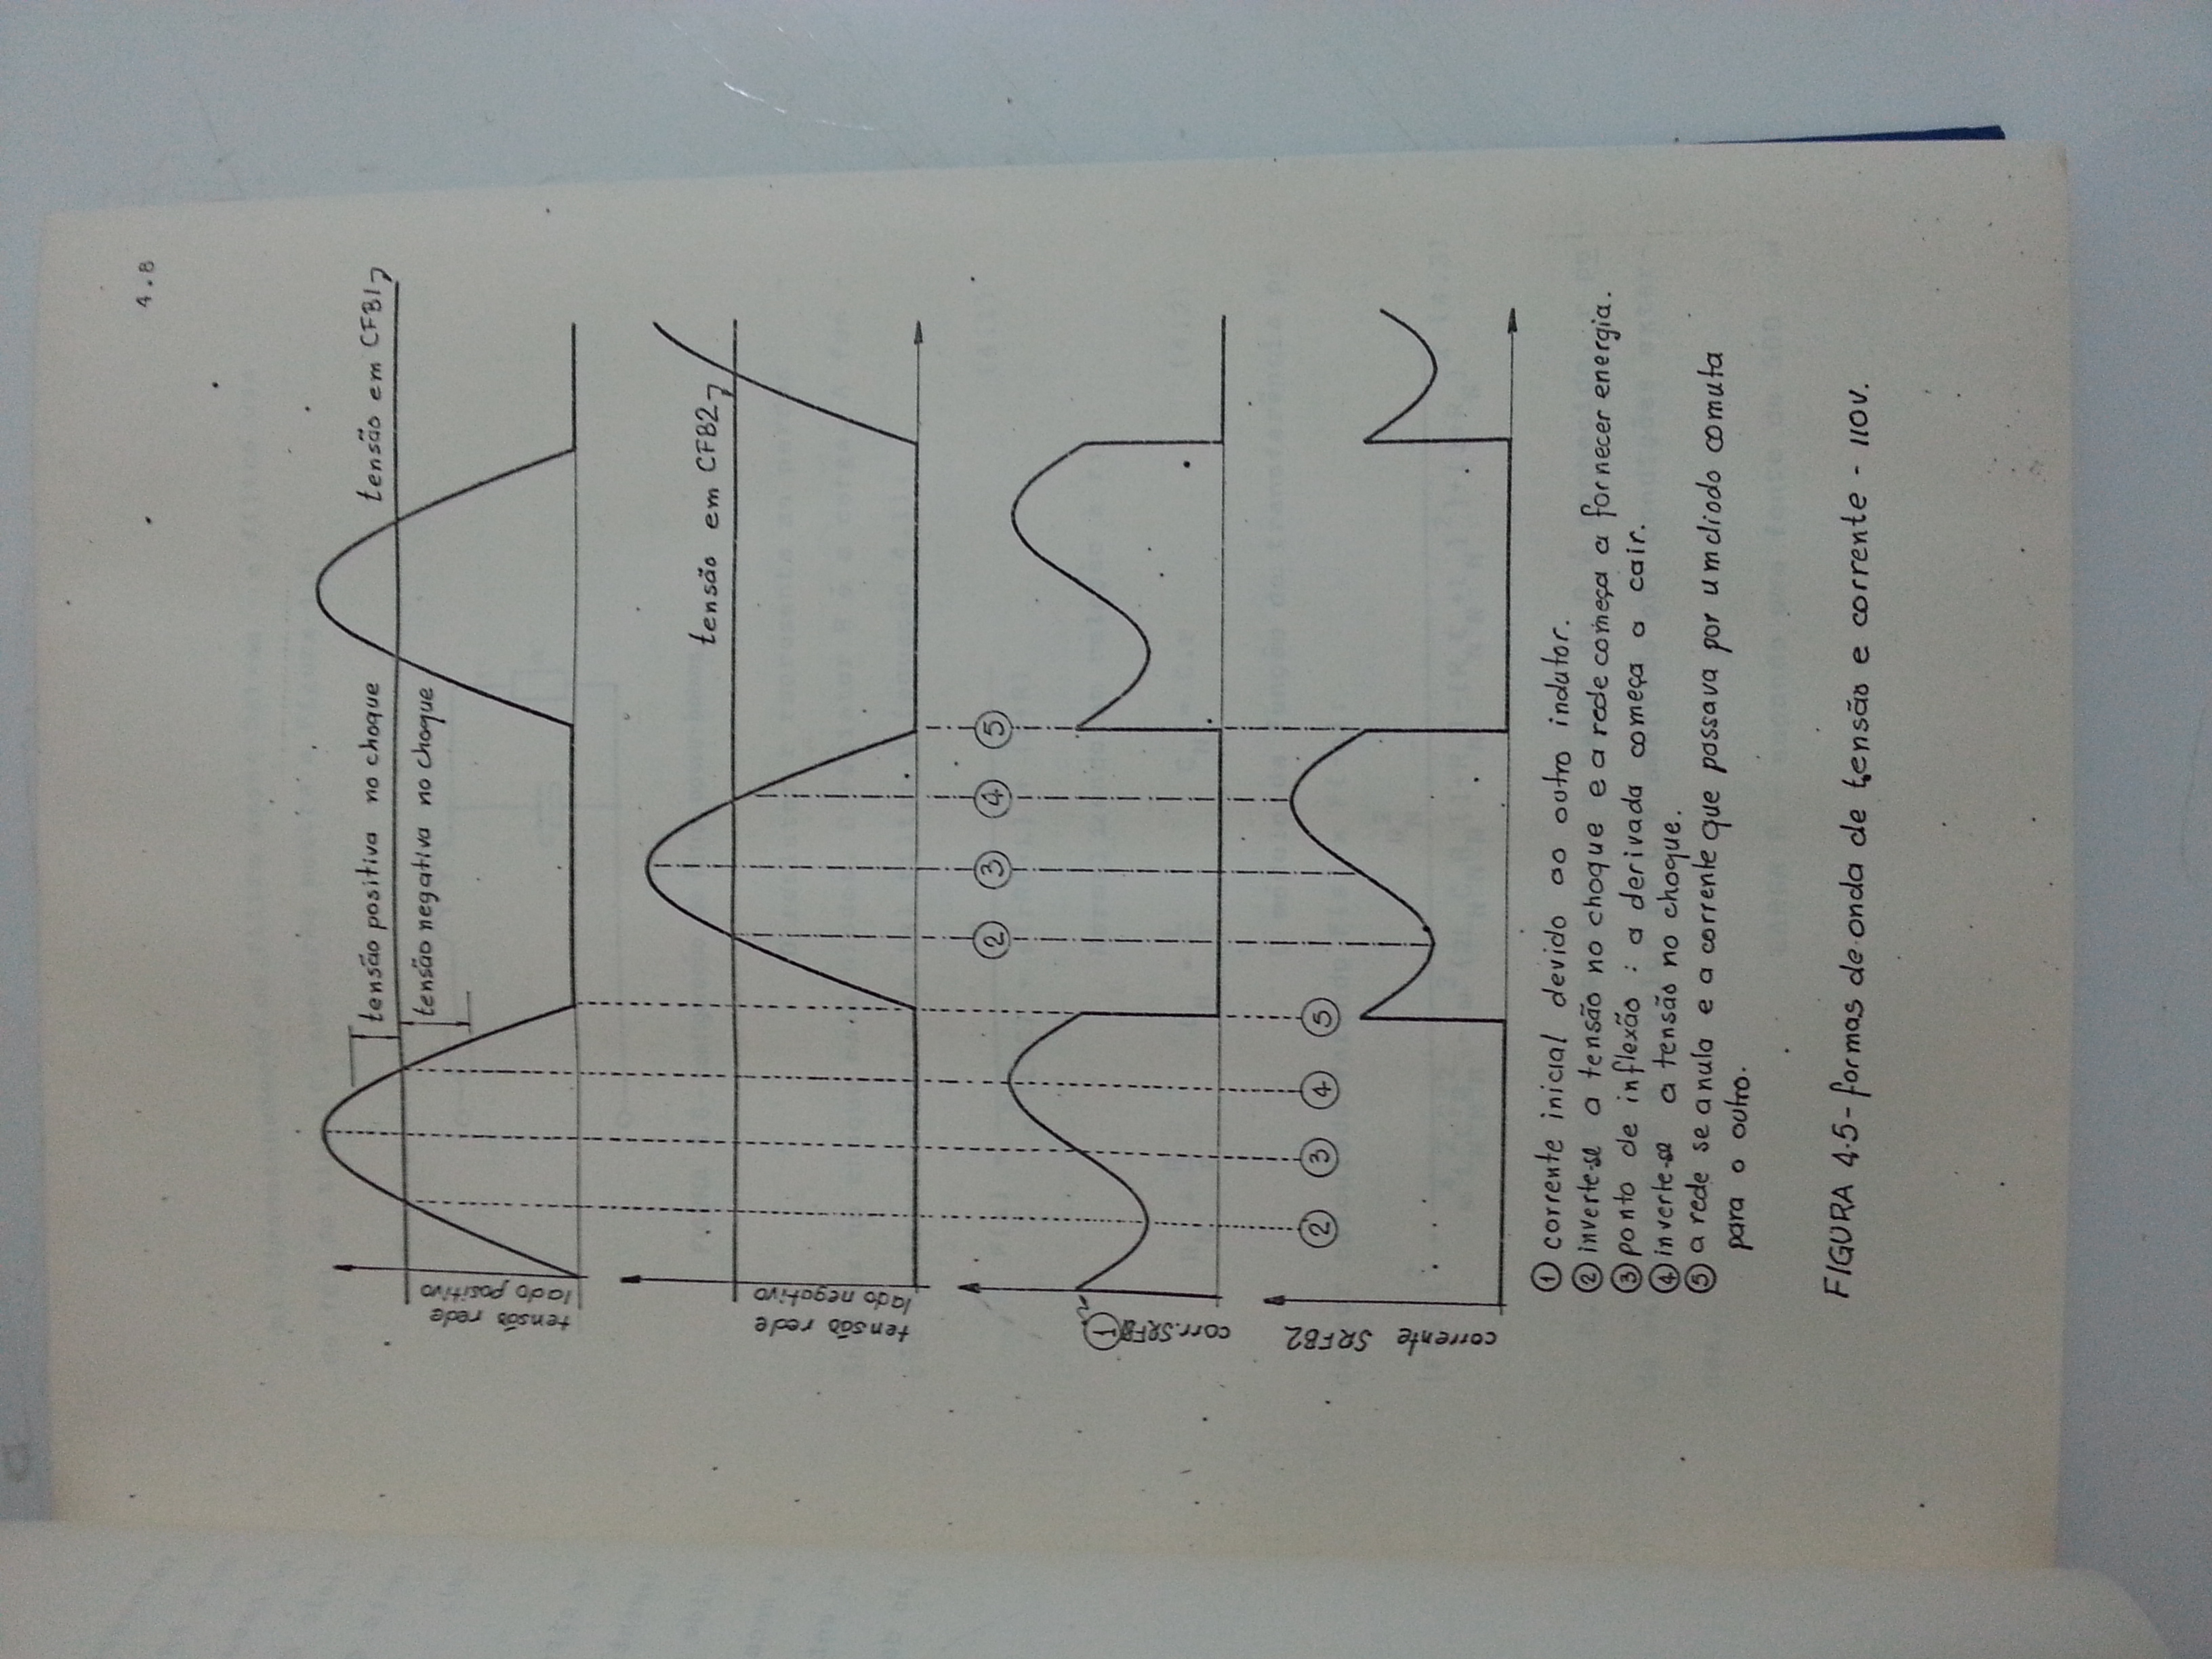 4.8
tensão em CFB1
tensão positiva no choque
tensão negativa no choque
tensão rede
lado positivo
tensão em CFB2
tensão rede
lado negativo
5
4
3
2
1
corr. SRFB
5
4
3
2
corrente SRFB2
1 corrente inicial devido ao outro indutor.
2 inverte-se a tensão no choque e a rede começa a fornecer energia.
3 ponto de inflexão : a derivada começa a cair.
4 inverte-se a tensão no choque.
5 a rede se anula e a corrente que passava por um diodo comuta
para o outro.
FIGURA 4.5- formas de onda de tensão e corrente - 110V.